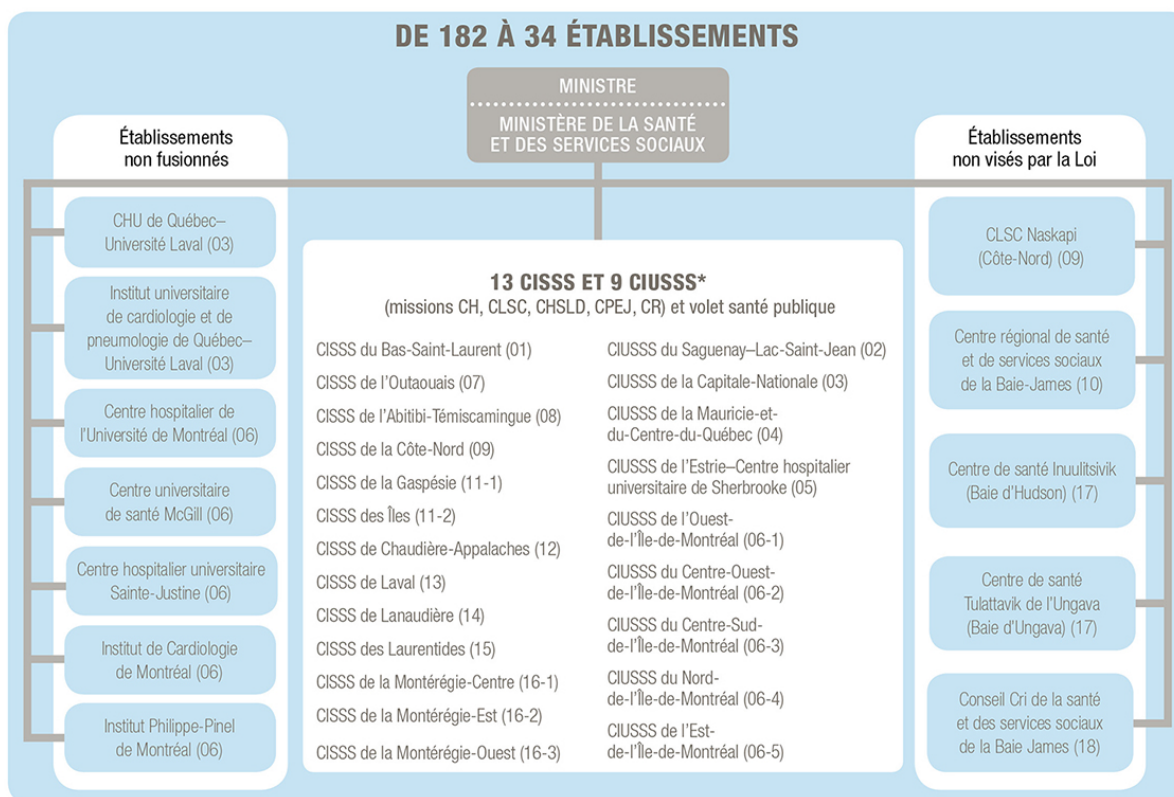 DE 182 À 34 ÉTABLISSEMENTS
MINISTRE
MINISTÈRE DE LA SANTÉ
ET DES SERVICES SOCIAUX
Établissements
non fusionnés
CHU de Québec–
Université Laval (03)
Institut universitaire
de cardiologie et de
pneumologie de Québec–
Université Laval (03)
Centre hospitalier de
l'Université de Montréal (06)
Centre universitaire
de santé McGill (06)
Centre hospitalier universitaire
Sainte-Justine (06)
Institut de Cardiologie
de Montréal (06)
Institut Philippe-Pinel
de Montréal (06)
13 CISSS ET 9 CIUSSS*
(missions CH, CLSC, CHSLD, CPEJ, CR) et volet santé publique
CISSS du Bas-Saint-Laurent (01)
CISSS de l'Outaouais (07)
CISSS de l'Abitibi-Témiscamingue (08)
CISSS de la Côte-Nord (09)
CISSS de la Gaspésie (11-1)
CISSS des Îles (11-2)
CISSS de Chaudière-Appalaches (12)
CISSS de Laval (13)
CISSS de Lanaudière (14)
CISSS des Laurentides (15)
CISSS de la Montérégie-Centre (16-1)
CISSS de la Montérégie-Est (16-2)
CISSS de la Montérégie-Ouest (16-3)
CIUSSS du Saguenay–Lac-Saint-Jean (02)
CIUSSS de la Capitale-Nationale (03)
CIUSSS de la Mauricie-et-
du-Centre-du-Québec (04)
CIUSSS de l'Estrie–Centre hospitalier
universitaire de Sherbrooke (05)
CIUSSS de l'Ouest-
de-l'Île-de-Montréal (06-1)
CIUSSS du Centre-Ouest-
de-l'Île-de-Montréal (06-2)
CIUSSS du Centre-Sud-
de-l'Île-de-Montréal (06-3)
CIUSSS du Nord-
de-l'Île-de-Montréal (06-4)
CIUSSS de l'Est-
de-l'Île-de-Montréal (06-5)
Établissements
non visés par la Loi
CLSC Naskapi
(Côte-Nord) (09)
Centre régional de santé
et de services sociaux
de la Baie-James (10)
Centre de santé Inuulitsivik
(Baie d'Hudson) (17)
Centre de santé
Tulattavik de l'Ungava
(Baie d'Ungava) (17)
Conseil Cri de la santé
et des services sociaux
de la Baie James (18)